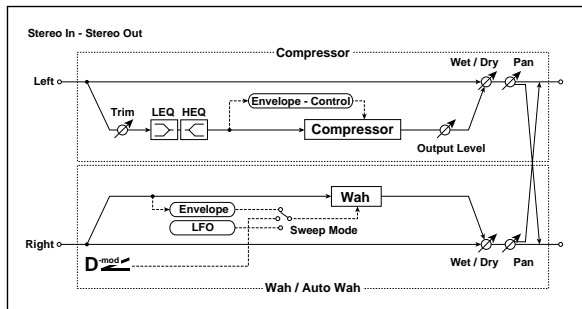 Stereo In - Stereo Out
Compressor
Wet / Dry
Pan
Left
Trim
LEQ
HEQ
Envelope - Control
Compressor
Output Level
Envelope
LFO
Wah
Sweep Mode
Right
D-mod
Wet / Dry
Pan
Wah / Auto Wah